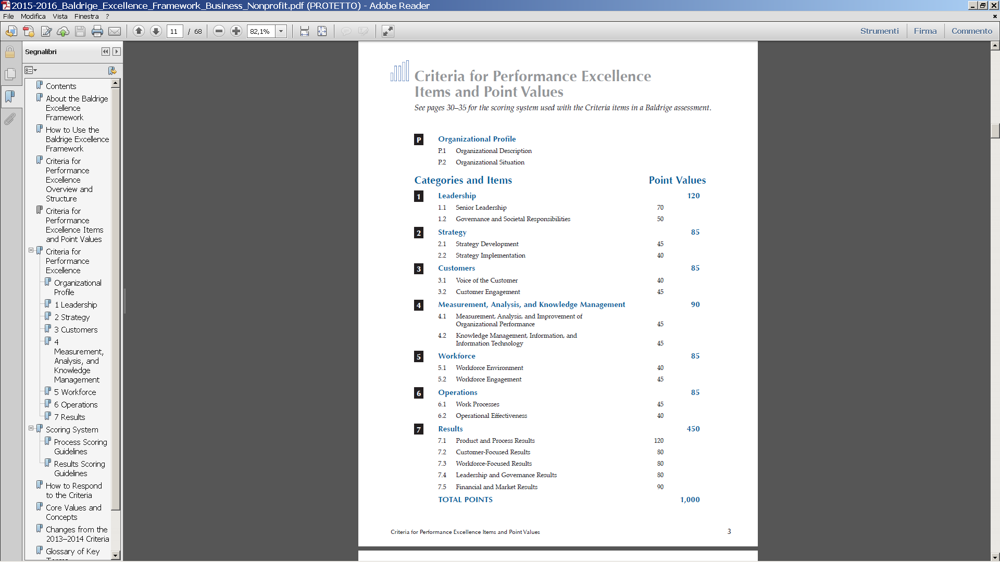 2015-2016_Baldrige_Excellence_Framework_Business_Nonprofit.pdf (PROTETTO) - Adobe Reader
File Modifica Vista Finestra ?
11 / 68 82,1% Strumenti Firma Commento
Segnalibri
Contents
About the Baldrige
Excellence
Framework
How to Use the
Baldrige Excellence
Framework
Criteria for
Performance
Excellence
Overview and
Structure
Criteria for
Performance
Excellence Items
and Point Values
Criteria for
Performance
Excellence
Organizational
Profile
1 Leadership
2 Strategy
3 Customers
4
Measurement,
Analysis, and
Knowledge
Management
5 Workforce
6 Operations
7 Results
Scoring System
Process Scoring
Guidelines
Results Scoring
Guidelines
How to Respond
to the Criteria
Core Values and
Concepts
Changes from the
2013–2014 Criteria
Glossary of Key
Criteria for Performance Excellence
Items and Point Values
See pages 30–35 for the scoring system used with the Criteria items in a Baldrige assessment.
P Organizational Profile
P.1 Organizational Description
P.2 Organizational Situation
Categories and Items Point Values
1 Leadership 120
1.1 Senior Leadership 70
1.2 Governance and Societal Responsibilities 50
2 Strategy 85
2.1 Strategy Development 45
2.2 Strategy Implementation 40
3 Customers 85
3.1 Voice of the Customer 40
3.2 Customer Engagement 45
4 Measurement, Analysis, and Knowledge Management 90
4.1 Measurement, Analysis, and Improvement of
Organizational Performance 45
4.2 Knowledge Management, Information, and
Information Technology 45
5 Workforce 85
5.1 Workforce Environment 40
5.2 Workforce Engagement 45
6 Operations 85
6.1 Work Processes 45
6.2 Operational Effectiveness 40
7 Results 450
7.1 Product and Process Results 120
7.2 Customer-Focused Results 80
7.3 Workforce-Focused Results 80
7.4 Leadership and Governance Results 80
7.5 Financial and Market Results 90
TOTAL POINTS 1,000
Criteria for Performance Excellence Items and Point Values 3